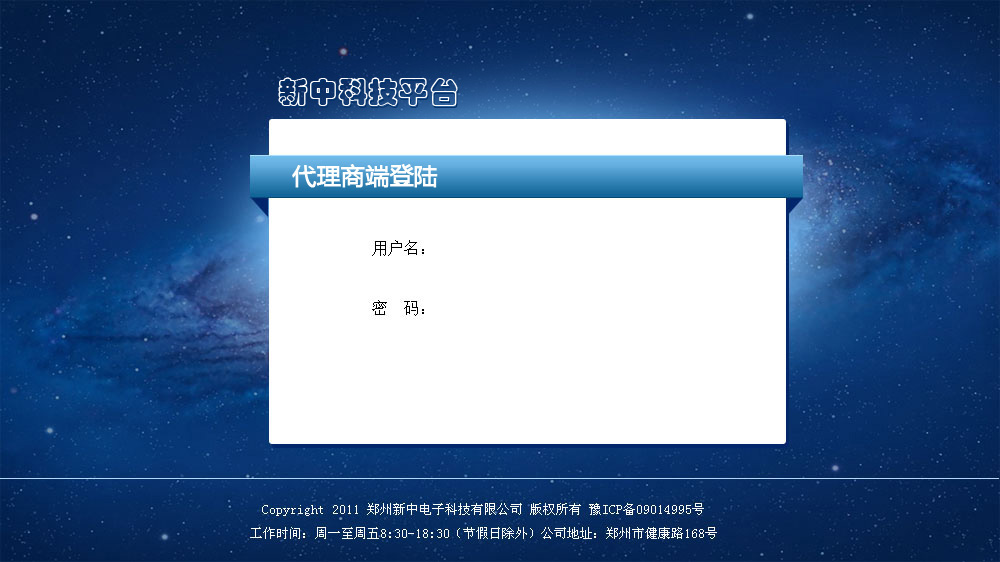 新中科技平台
代理商端登陆
用户名：
密　码：
Copyright 2011 郑州新中电子科技有限公司 版权所有 豫ICP备09014995号
工作时间：周一至周五8:30-18:30（节假日除外）公司地址：郑州市健康路168号